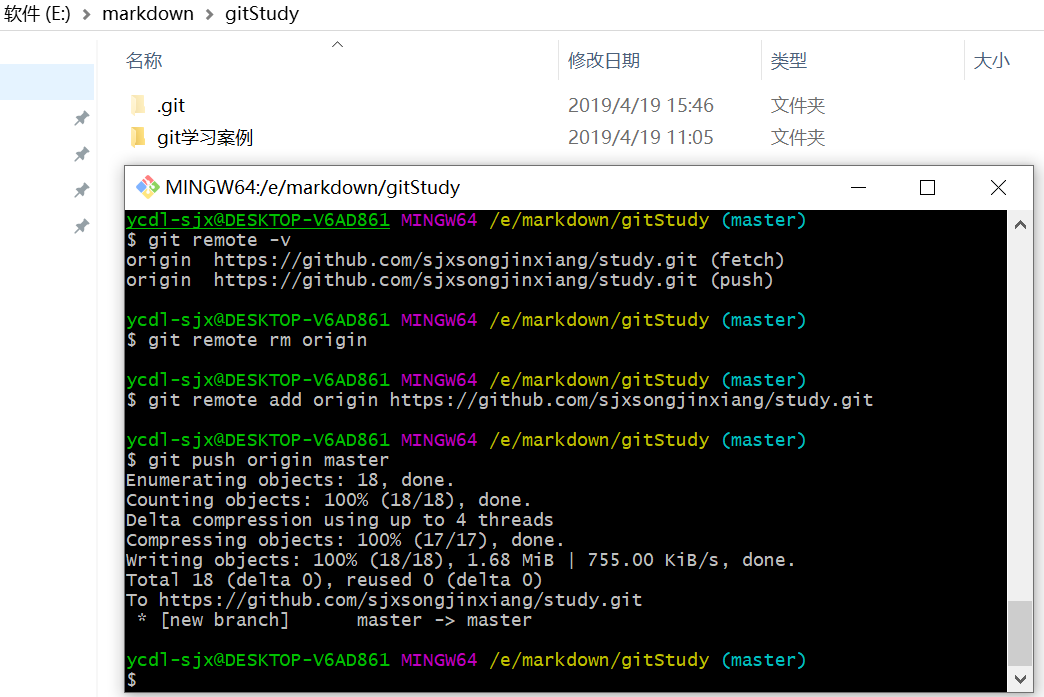 软件 (E:) > markdown > gitStudy
名称 修改日期 类型 大小
.git 2019/4/19 15:46 文件夹
git学习案例 2019/4/19 11:05 文件夹
MINGW64:/e/markdown/gitStudy
ycdl-sjx@DESKTOP-V6AD861 MINGW64 /e/markdown/gitStudy (master)
$ git remote -v
origin  https://github.com/sjxsongjinxiang/study.git (fetch)
origin  https://github.com/sjxsongjinxiang/study.git (push)
ycdl-sjx@DESKTOP-V6AD861 MINGW64 /e/markdown/gitStudy (master)
$ git remote rm origin
ycdl-sjx@DESKTOP-V6AD861 MINGW64 /e/markdown/gitStudy (master)
$ git remote add origin https://github.com/sjxsongjinxiang/study.git
ycdl-sjx@DESKTOP-V6AD861 MINGW64 /e/markdown/gitStudy (master)
$ git push origin master
Enumerating objects: 18, done.
Counting objects: 100% (18/18), done.
Delta compression using up to 4 threads
Compressing objects: 100% (17/17), done.
Writing objects: 100% (18/18), 1.68 MiB | 755.00 KiB/s, done.
Total 18 (delta 0), reused 0 (delta 0)
To https://github.com/sjxsongjinxiang/study.git
 * [new branch]      master -> master
ycdl-sjx@DESKTOP-V6AD861 MINGW64 /e/markdown/gitStudy (master)
$